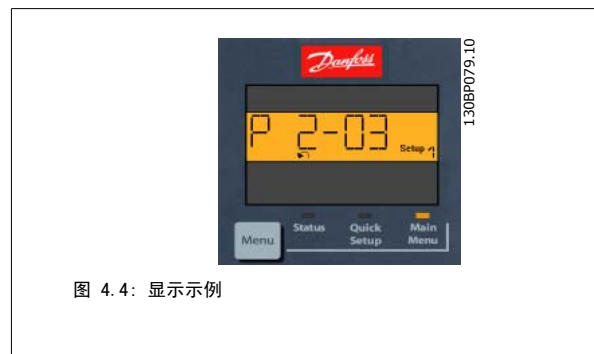 Danfoss
130BP079.10
P 2-03
Setup 1
Status
Quick Setup
Main Menu
Menu
图 4.4: 显示示例